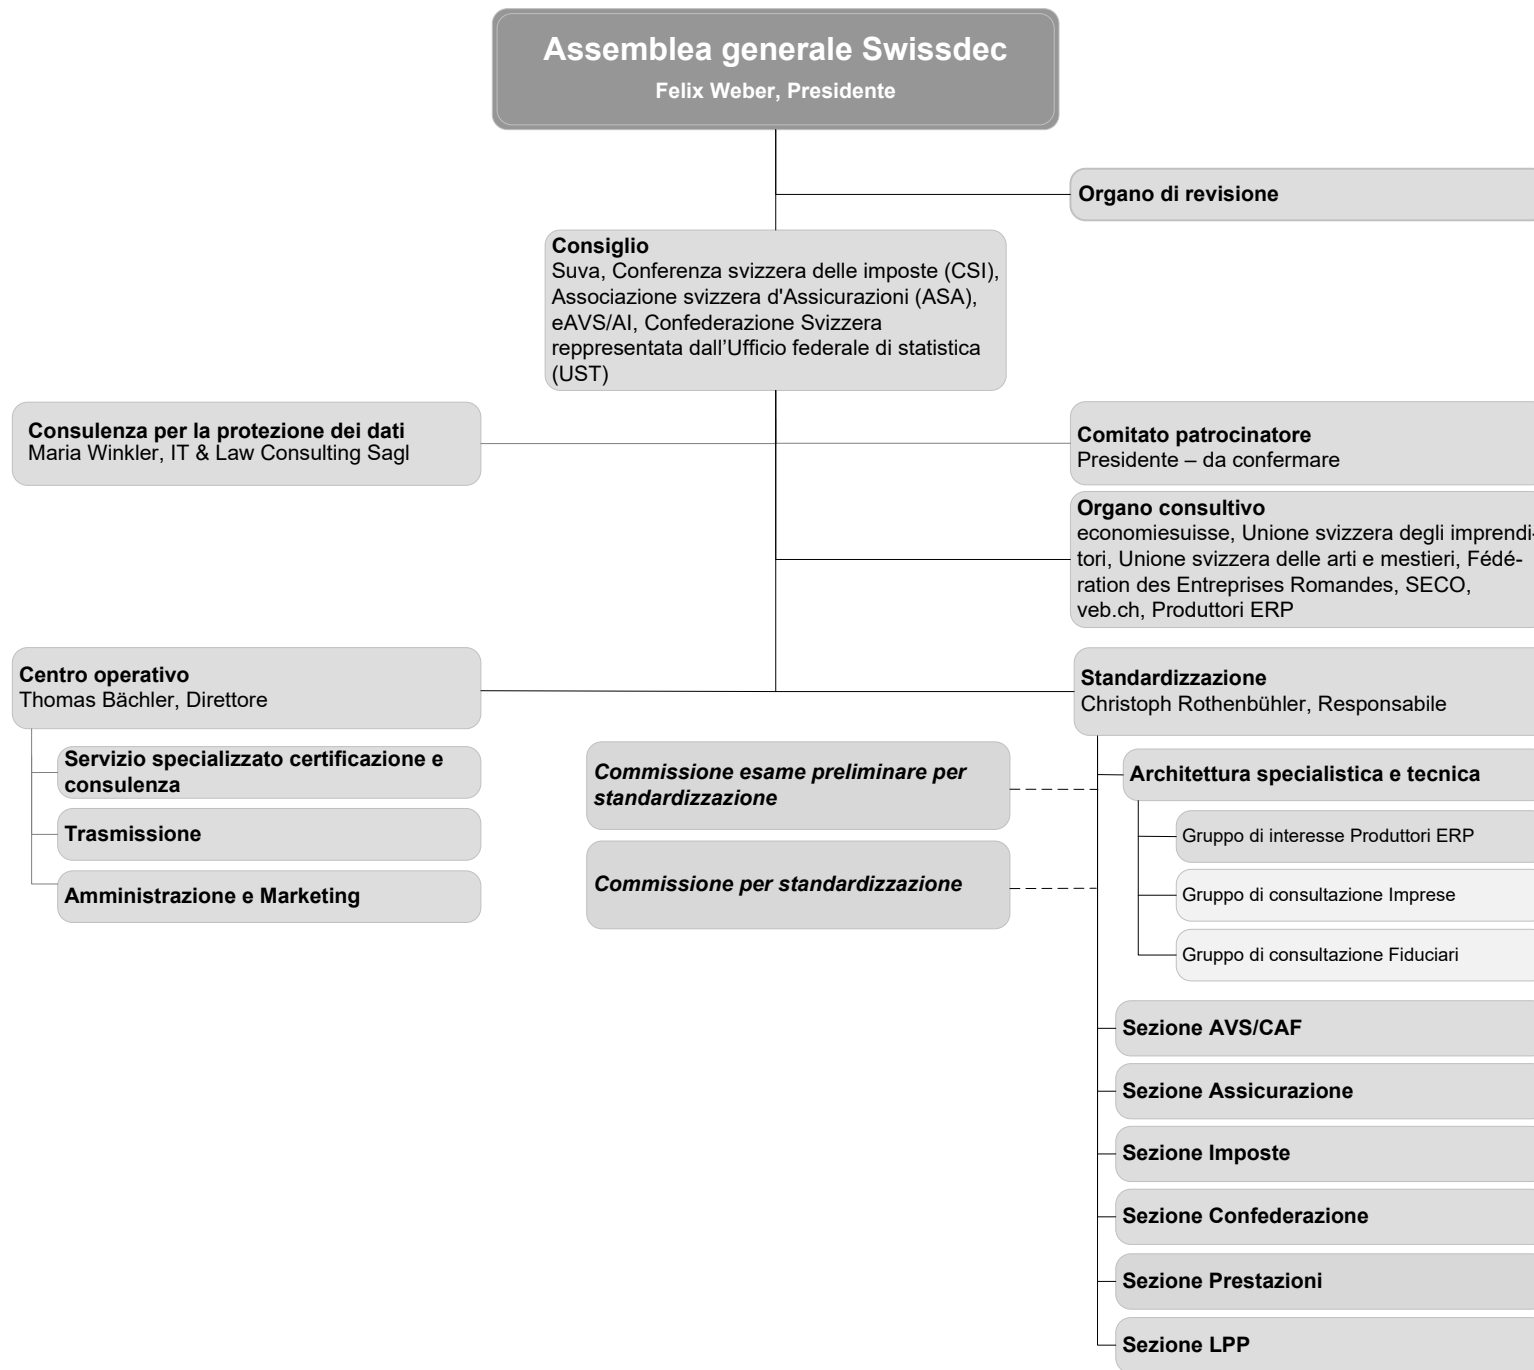 Assemblea generale Swissdec
Felix Weber, Presidente
Organo di revisione
Consiglio
Suva, Conferenza svizzera delle imposte (CSI),
Associazione svizzera d'Assicurazioni (ASA),
eAVS/AI, Confederazione Svizzera
reppresentata dall’Ufficio federale di statistica
(UST)
Consulenza per la protezione dei dati
Maria Winkler, IT & Law Consulting Sagl
Comitato patrocinatore
Presidente – da confermare
Organo consultivo
economiesuisse, Unione svizzera degli imprendi-
tori, Unione svizzera delle arti e mestieri, Fédé-
ration des Entreprises Romandes, SECO,
veb.ch, Produttori ERP
Centro operativo
Thomas Bächler, Direttore
Servizio specializzato certificazione e
consulenza
Trasmissione
Amministrazione e Marketing
Commissione esame preliminare per
standardizzazione
Commissione per standardizzazione
Standardizzazione
Christoph Rothenbühler, Responsabile
Architettura specialistica e tecnica
Gruppo di interesse Produttori ERP
Gruppo di consultazione Imprese
Gruppo di consultazione Fiduciari
Sezione AVS/CAF
Sezione Assicurazione
Sezione Imposte
Sezione Confederazione
Sezione Prestazioni
Sezione LPP